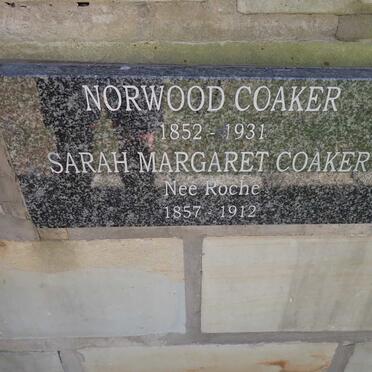 NORWOOD COAKER
1852 - 1931
SARAH MARGARET COAKER
Nee Roche
1857 - 1912